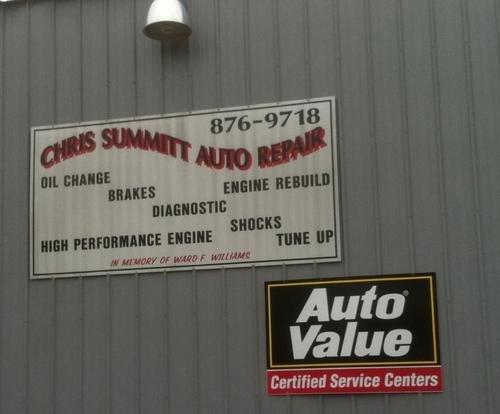 876-9718
CHRIS SUMMITT AUTO REPAIR
OIL CHANGE
BRAKES
ENGINE REBUILD
DIAGNOSTIC
SHOCKS
HIGH PERFORMANCE ENGINE
TUNE UP
IN MEMORY OF WARD F. WILLIAMS
Auto®
Value
Certified Service Centers